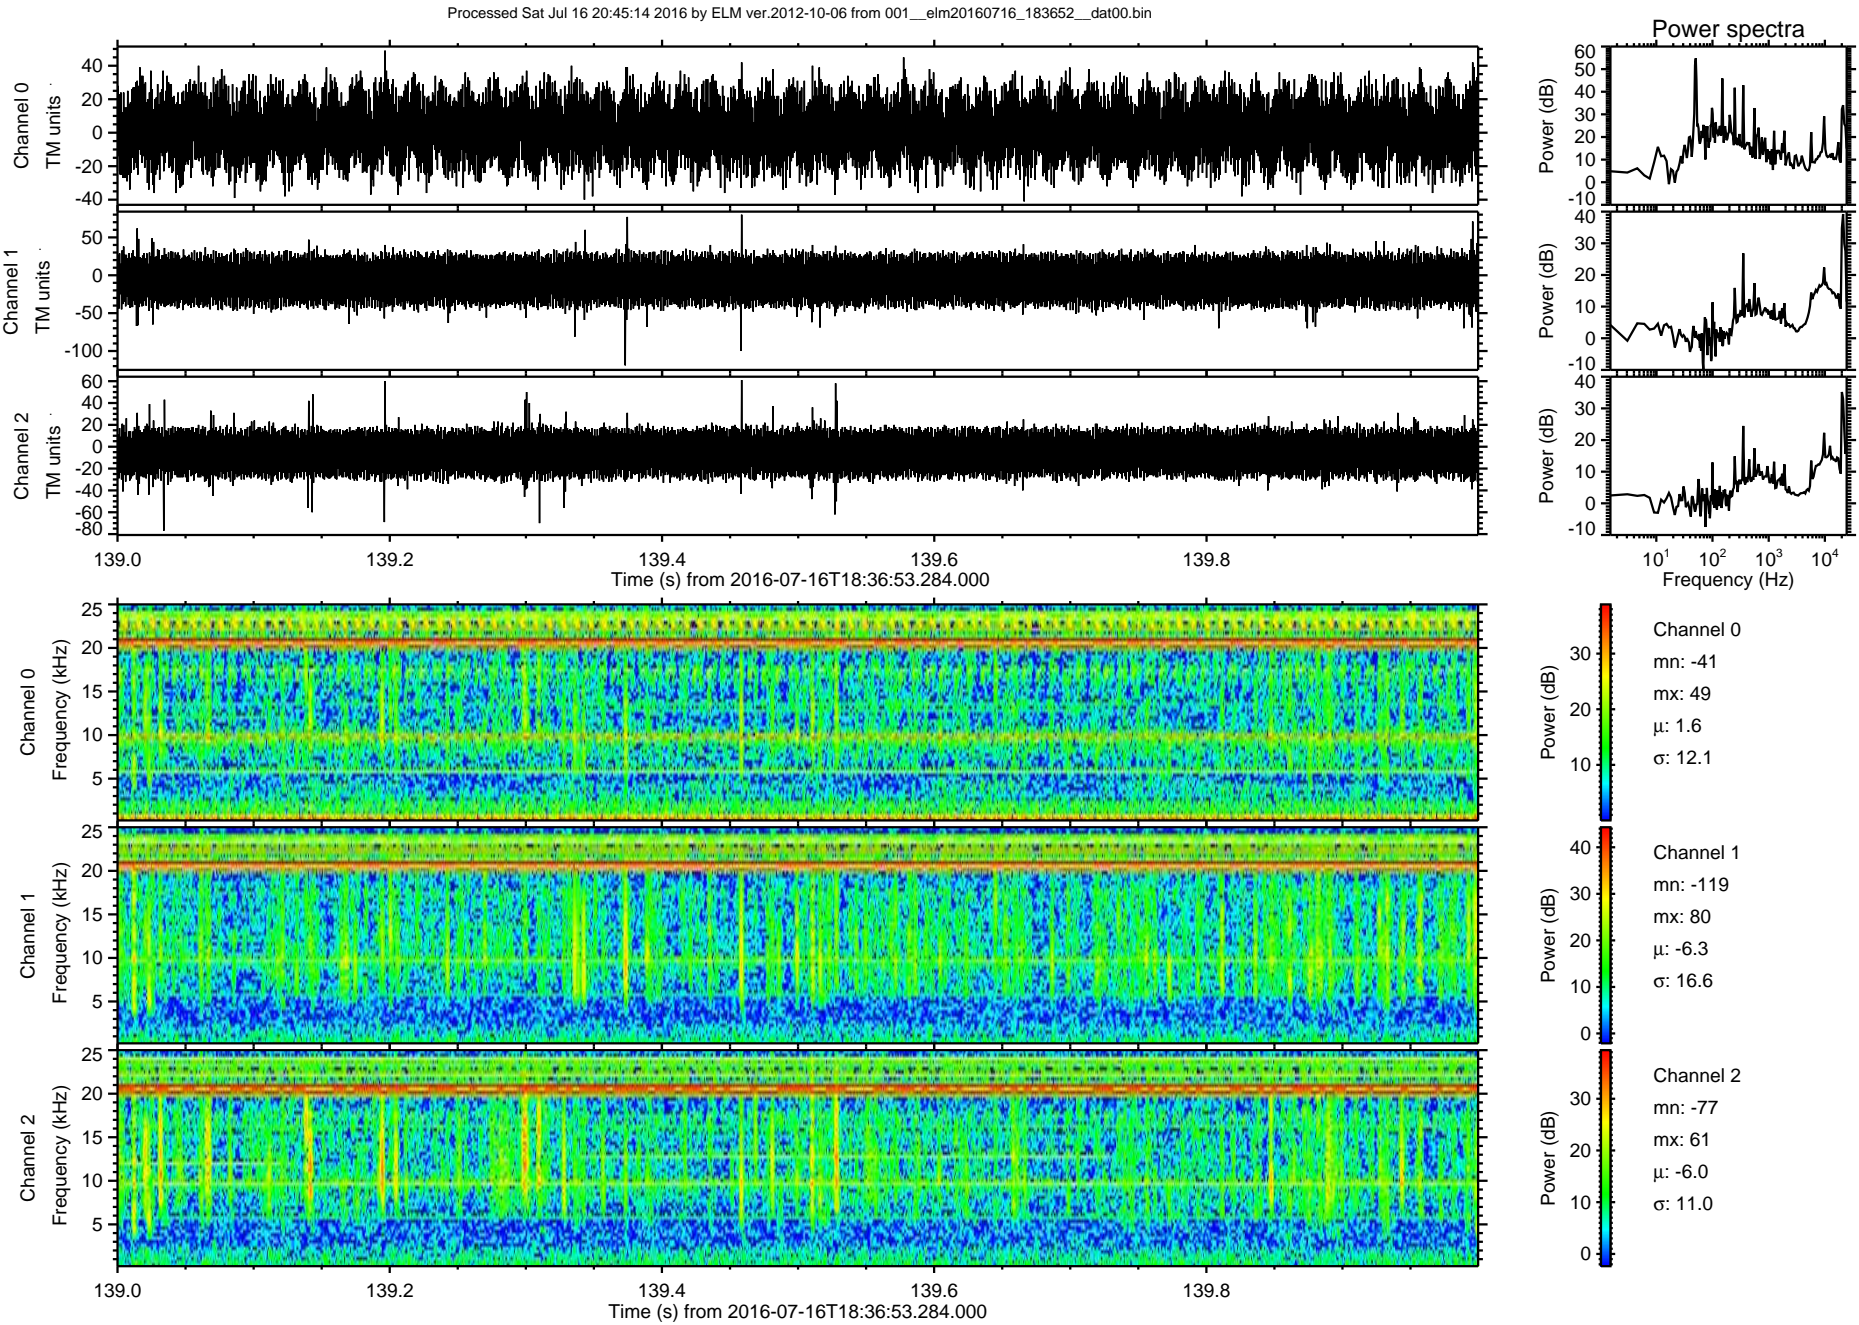 Processed Sat Jul 16 20:45:14 2016 by ELM ver.2012-10-06 from 001__elm20160716_183652__dat00.bin
Power spectra
Channel 0
TM units
40
20
0
-20
-40
Power (dB)
60
50
40
30
20
10
0
-10
Channel 1
TM units
50
0
-50
-100
Power (dB)
40
30
20
10
0
-10
Channel 2
TM units
60
40
20
0
-20
-40
-60
-80
Power (dB)
40
30
20
10
0
-10
139.0 139.2 139.4 139.6 139.8
Time (s) from 2016-07-16T18:36:53.284.000
10¹ 10² 10³ 10⁴
Frequency (Hz)
Channel 0
Frequency (kHz)
25
20
15
10
5
Power (dB)
30
20
10
Channel 0
mn: -41
mx: 49
µ: 1.6
σ: 12.1
Channel 1
Frequency (kHz)
25
20
15
10
5
Power (dB)
40
30
20
10
0
Channel 1
mn: -119
mx: 80
µ: -6.3
σ: 16.6
Channel 2
Frequency (kHz)
25
20
15
10
5
Power (dB)
30
20
10
0
Channel 2
mn: -77
mx: 61
µ: -6.0
σ: 11.0
139.0 139.2 139.4 139.6 139.8
Time (s) from 2016-07-16T18:36:53.284.000